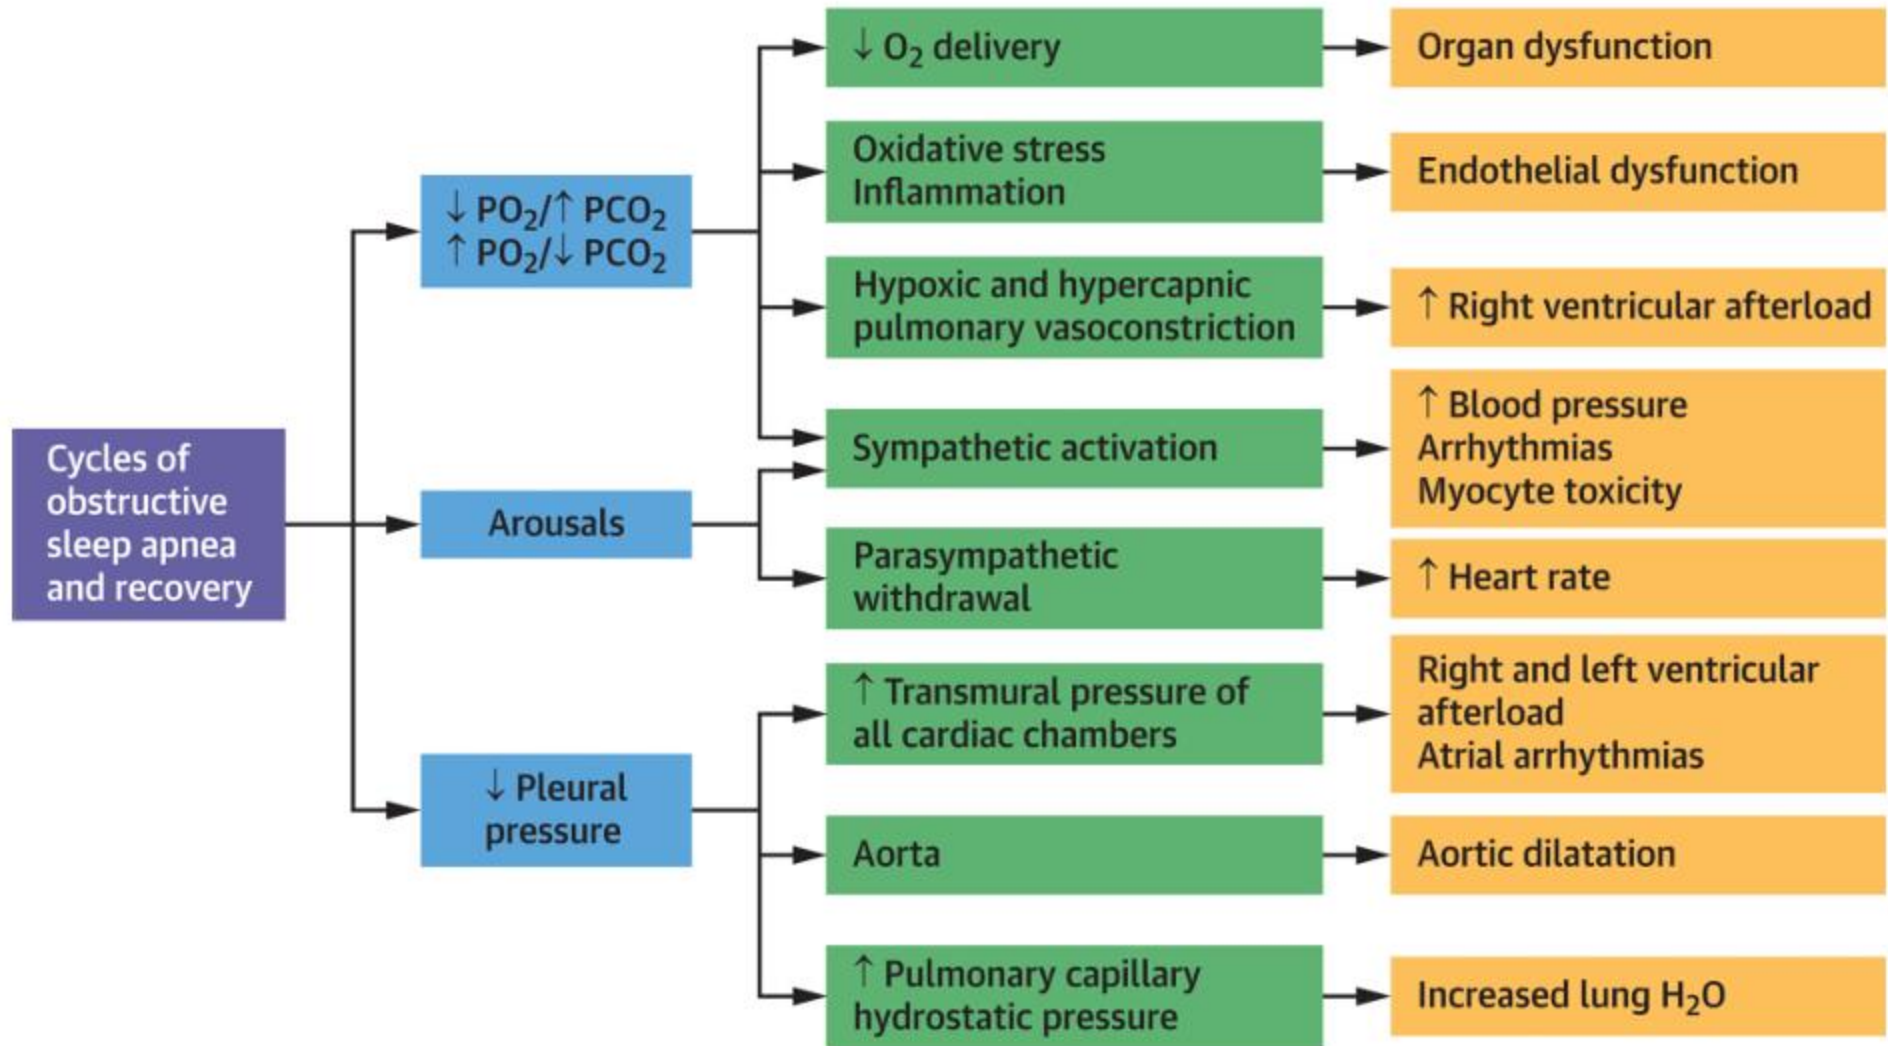 Cycles of
obstructive
sleep apnea
and recovery
↓ PO₂/↑ PCO₂
↑ PO₂/↓ PCO₂
Arousals
↓ Pleural
pressure
↓ O₂ delivery
Oxidative stress
Inflammation
Hypoxic and hypercapnic
pulmonary vasoconstriction
Sympathetic activation
Parasympathetic
withdrawal
↑ Transmural pressure of
all cardiac chambers
Aorta
↑ Pulmonary capillary
hydrostatic pressure
Organ dysfunction
Endothelial dysfunction
↑ Right ventricular afterload
↑ Blood pressure
Arrhythmias
Myocyte toxicity
↑ Heart rate
Right and left ventricular
afterload
Atrial arrhythmias
Aortic dilatation
Increased lung H₂O